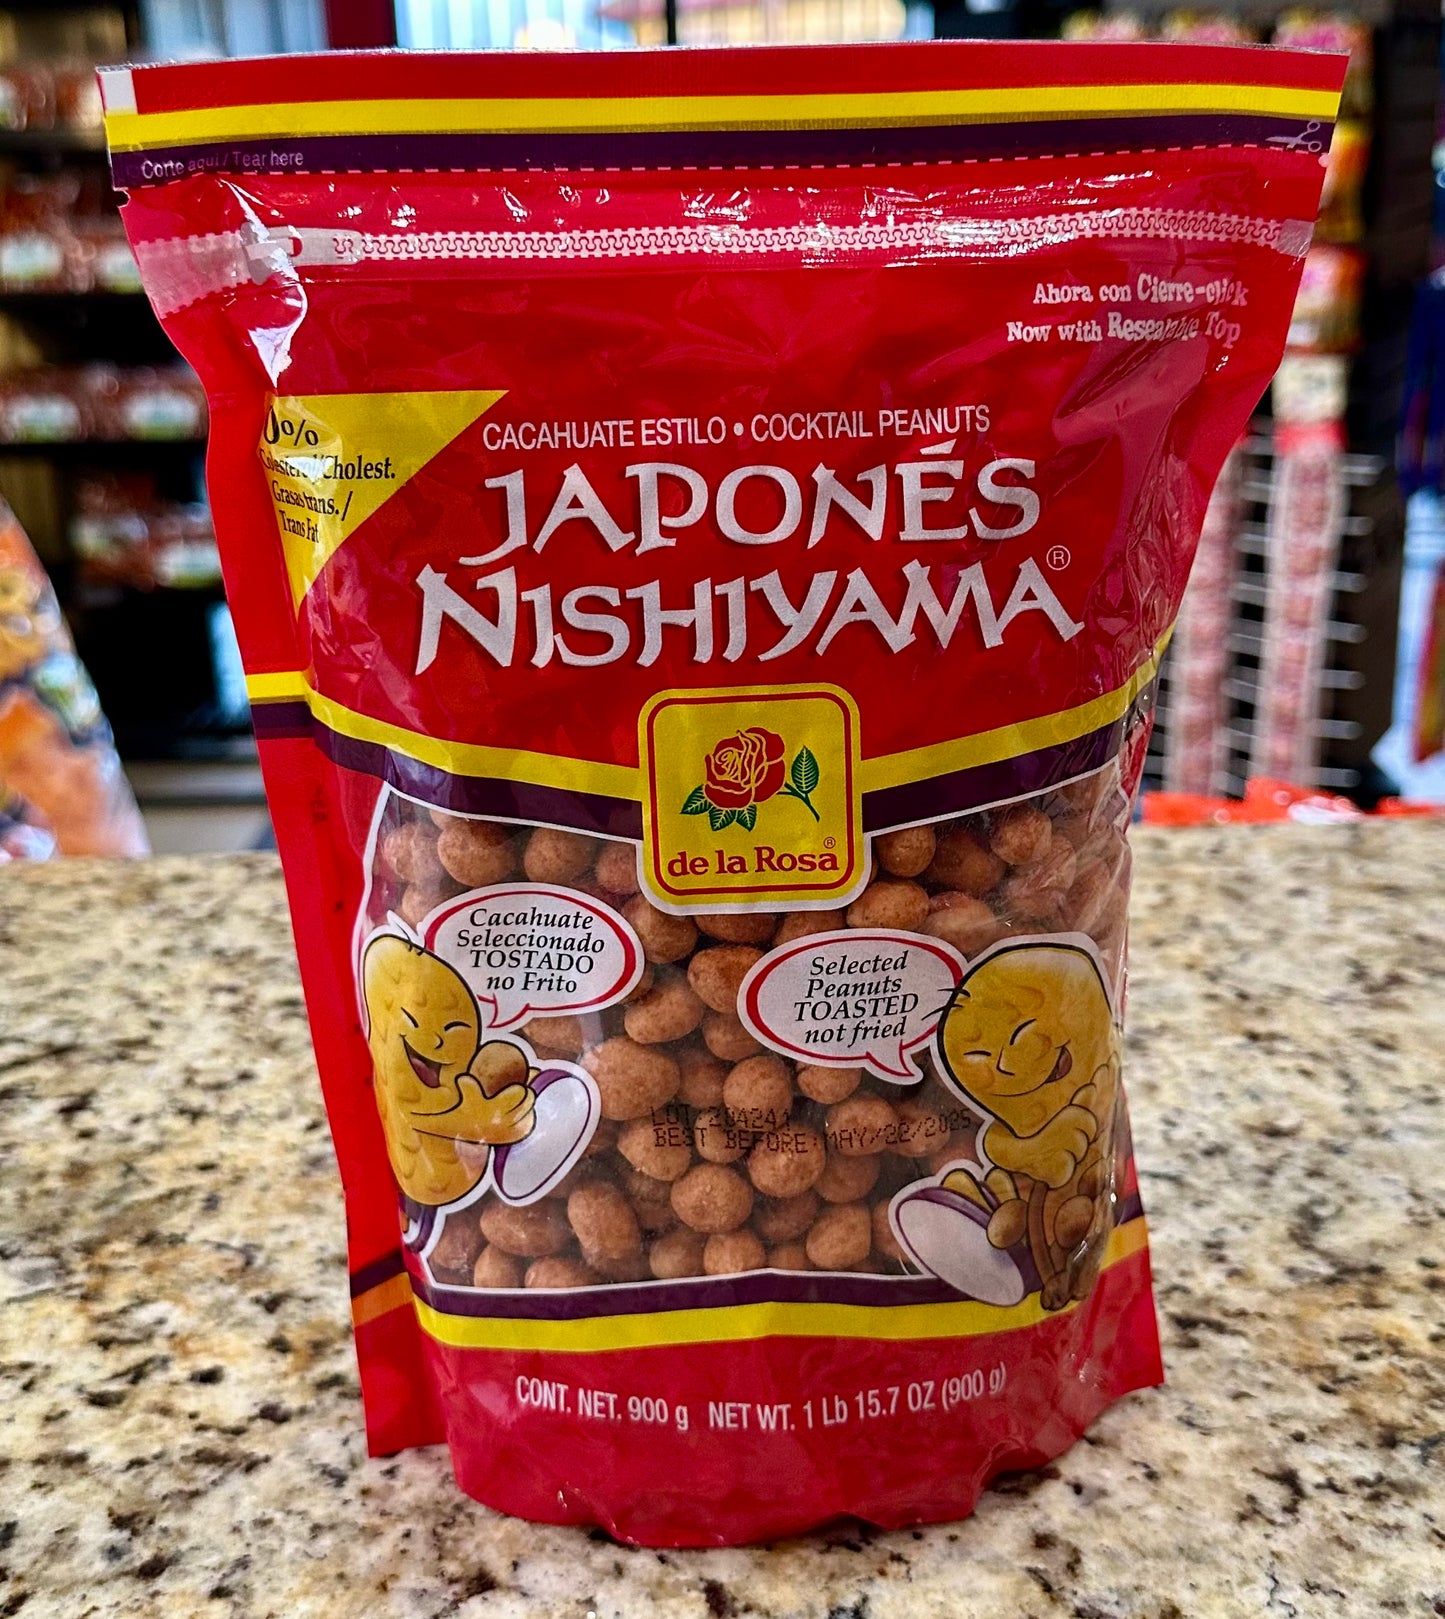 Corte aquí / Tear here
Ahora con Cierre-click
Now with Resealable Top
0%
Colesterol/Cholest.
Grasas trans./
Trans Fat
CACAHUATE ESTILO • COCKTAIL PEANUTS
JAPONÉS
NISHIYAMA®
de la Rosa®
Cacahuate
Seleccionado
TOSTADO
no Frito
Selected
Peanuts
TOASTED
not fried
LOT:204241
BEST BEFORE:MAY/22/2025
CONT. NET. 900 g NET WT. 1 Lb 15.7 OZ (900 g)